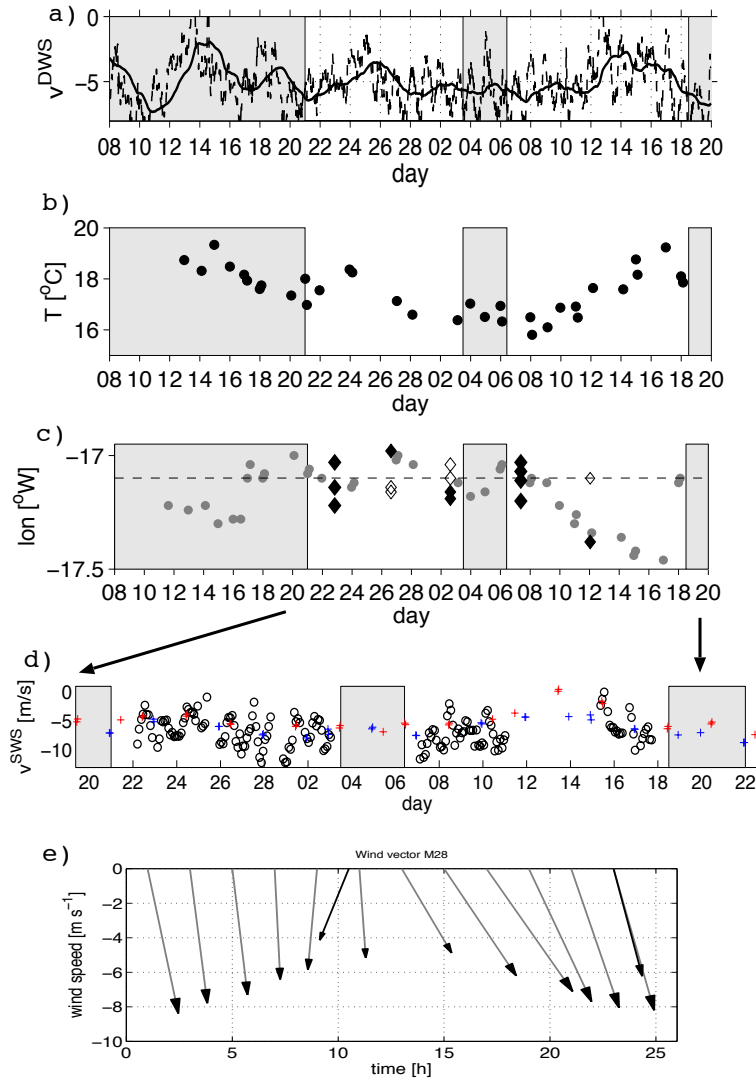 a)
0
−5
v^DWS
08 10 12 14 16 18 20 22 24 26 28 02 04 06 08 10 12 14 16 18 20
day
b)
20
18
16
T [°C]
08 10 12 14 16 18 20 22 24 26 28 02 04 06 08 10 12 14 16 18 20
day
c)
−17
−17.5
lon [°W]
08 10 12 14 16 18 20 22 24 26 28 02 04 06 08 10 12 14 16 18 20
day
d)
0
−5
−10
v^SWS [m/s]
20 22 24 26 28 02 04 06 08 10 12 14 16 18 20 22
day
e)
Wind vector M28
0
−2
−4
−6
−8
−10
wind speed [m s⁻¹]
0 5 10 15 20 25
time [h]